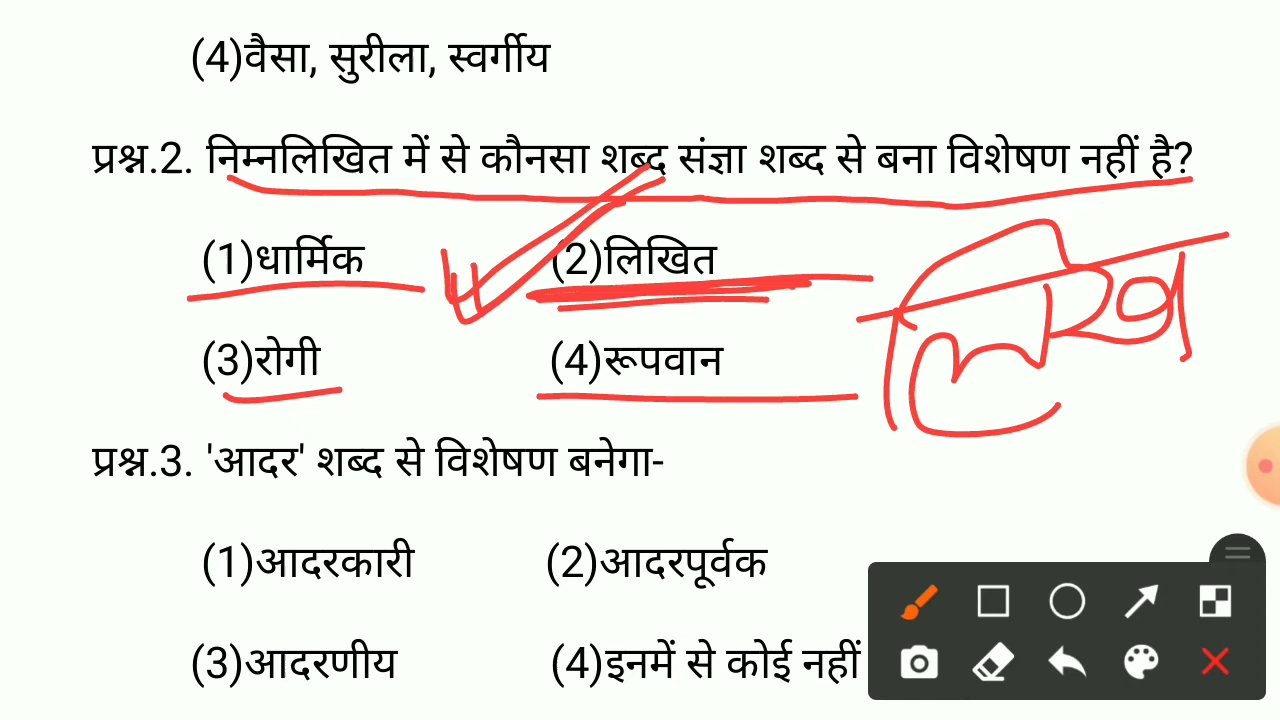 (4)वैसा, सुरीला, स्वर्गीय
प्रश्न.2. निम्नलिखित में से कौनसा शब्द संज्ञा शब्द से बना विशेषण नहीं है?
(1)धार्मिक (2)लिखित
लिख
(3)रोगी (4)रूपवान
प्रश्न.3. 'आदर' शब्द से विशेषण बनेगा-
(1)आदरकारी (2)आदरपूर्वक
(3)आदरणीय (4)इनमें से कोई नहीं